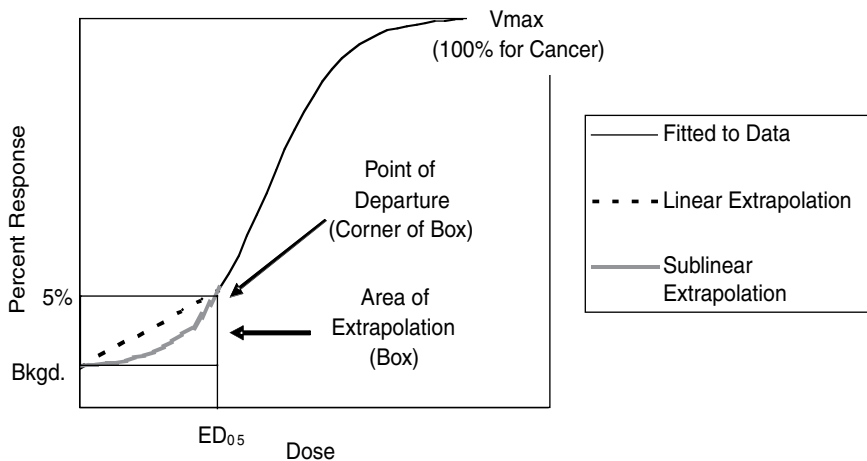 Vmax
(100% for Cancer)
Percent Response
Point of
Departure
(Corner of Box)
5%
Area of
Extrapolation
(Box)
Bkgd.
ED₀₅
Dose
Fitted to Data
Linear Extrapolation
Sublinear
Extrapolation